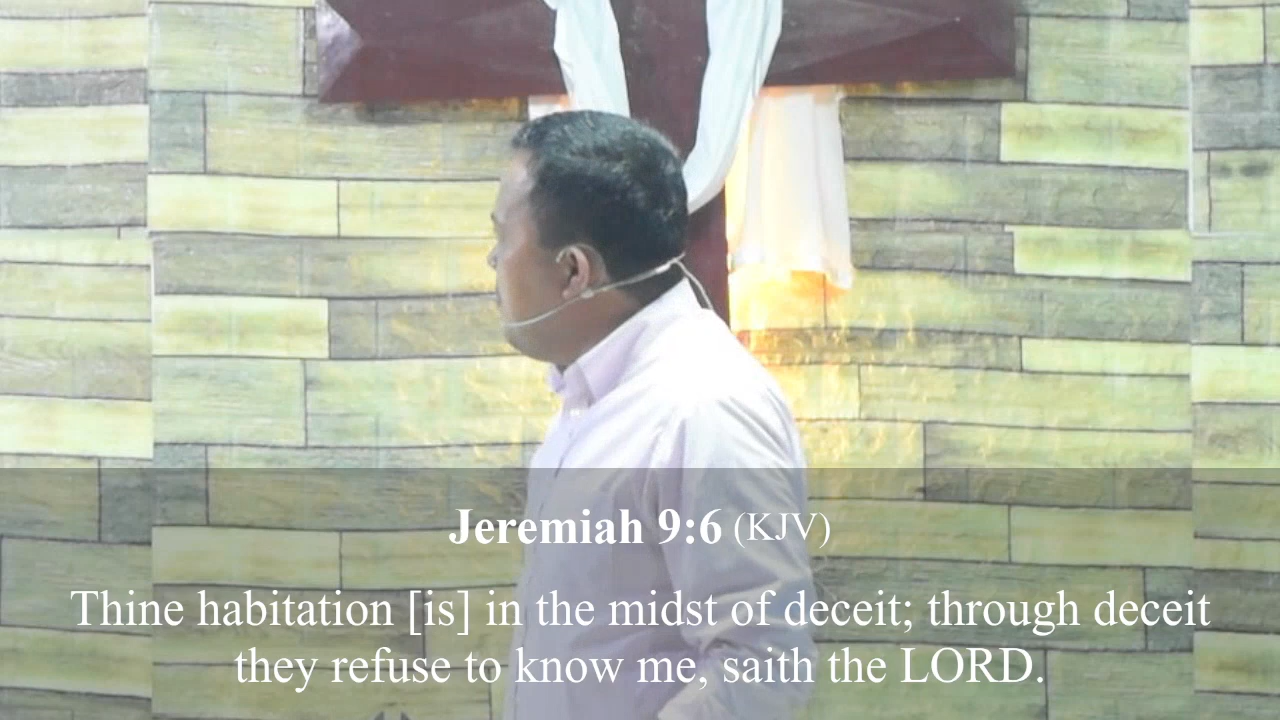 Jeremiah 9:6 (KJV)
Thine habitation [is] in the midst of deceit; through deceit
they refuse to know me, saith the LORD.